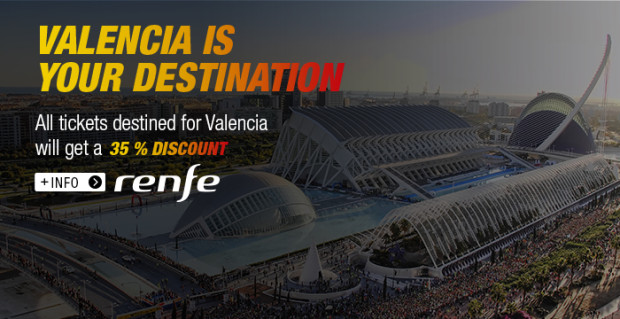 VALENCIA IS
YOUR DESTINATION
All tickets destined for Valencia
will get a 35 % DISCOUNT
+INFO
renfe